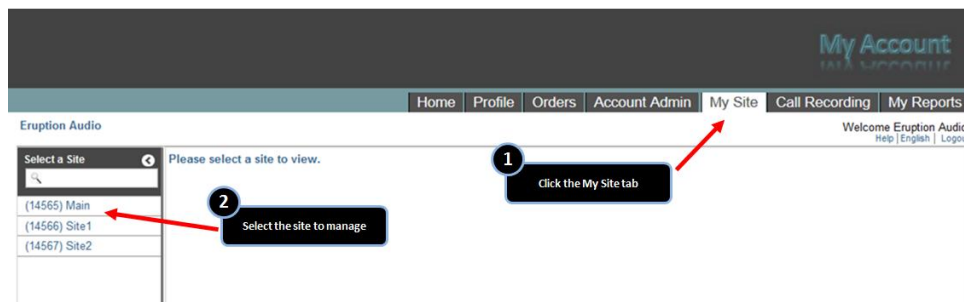 My Account
Home Profile Orders Account Admin My Site Call Recording My Reports
Eruption Audio
Welcome Eruption Audio
Help | English | Logout
Select a Site
Please select a site to view.
1
Click the My Site tab
(14565) Main
2
Select the site to manage
(14566) Site1
(14567) Site2